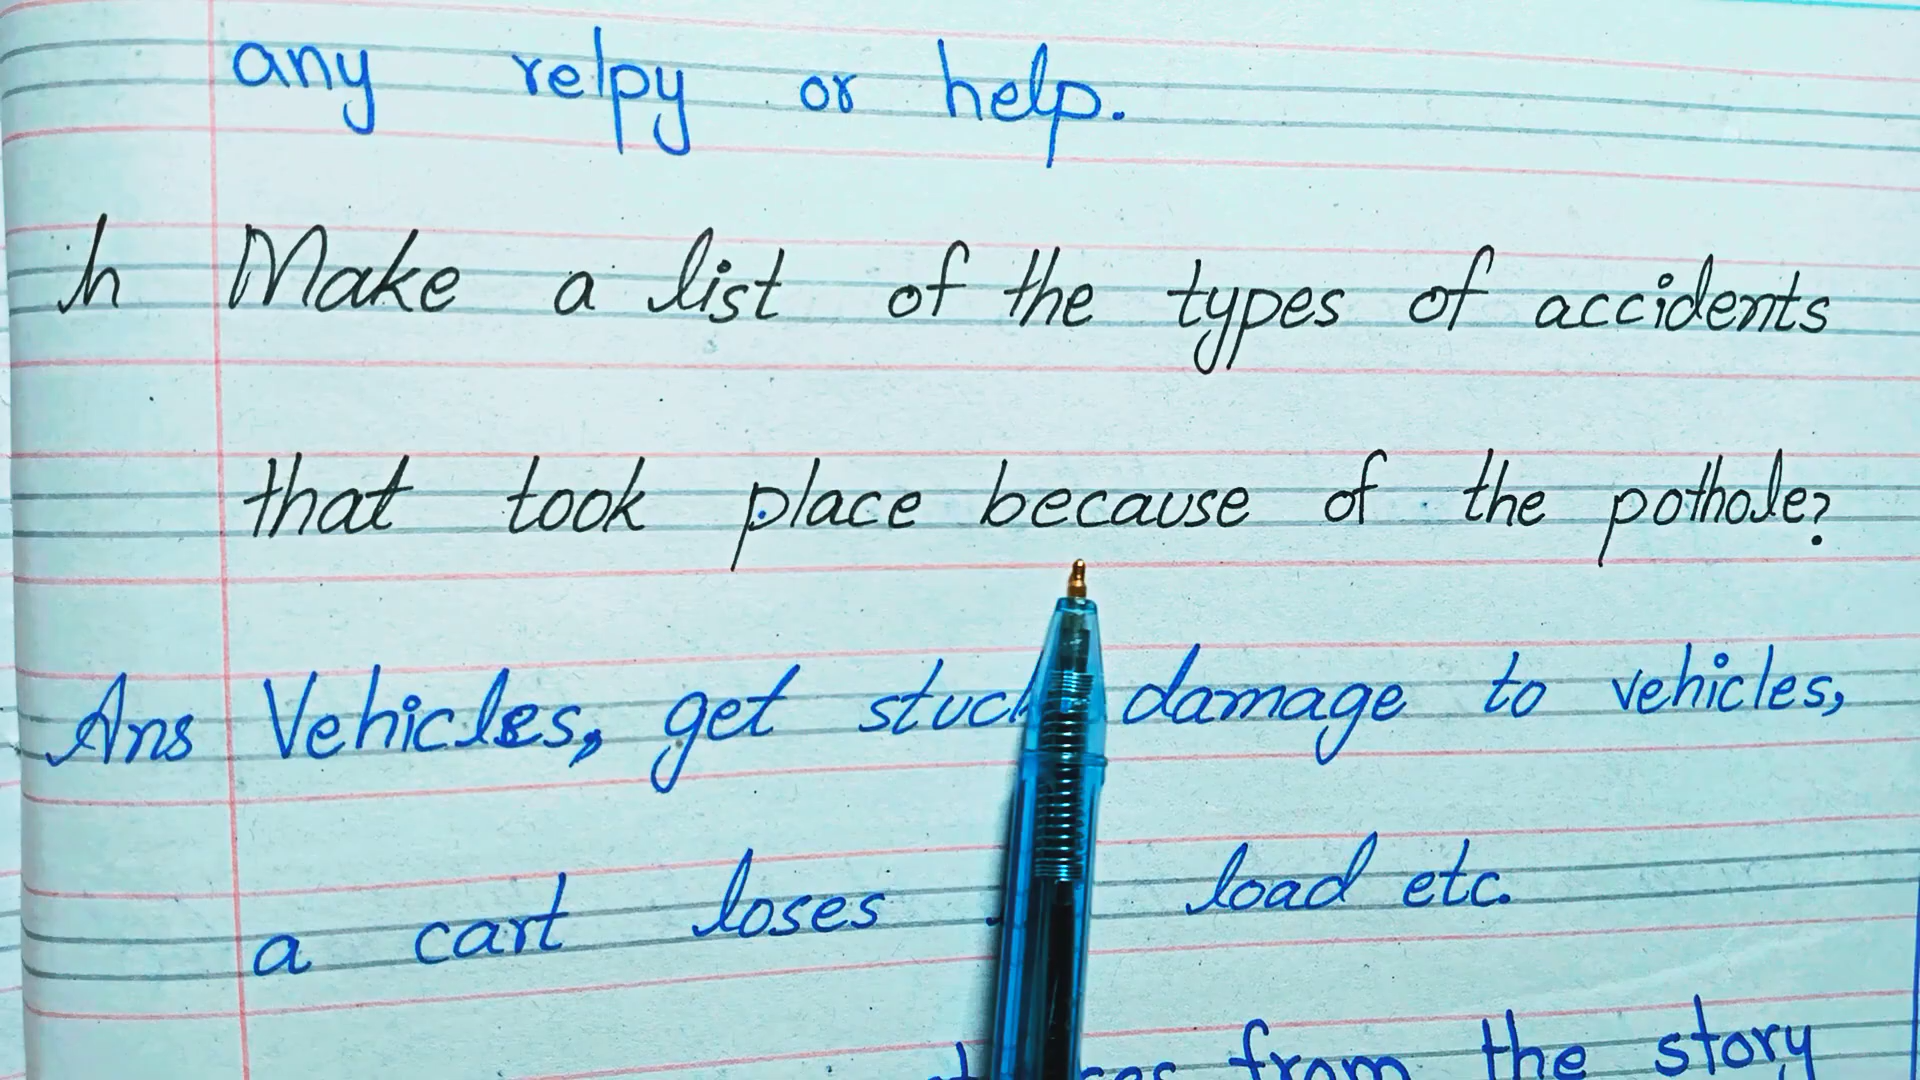 any relpy or help.
h Make a list of the types of accidents
that took place because of the pothole?
Ans Vehicles, get stuck damage to vehicles,
a cart loses load etc.
from the story